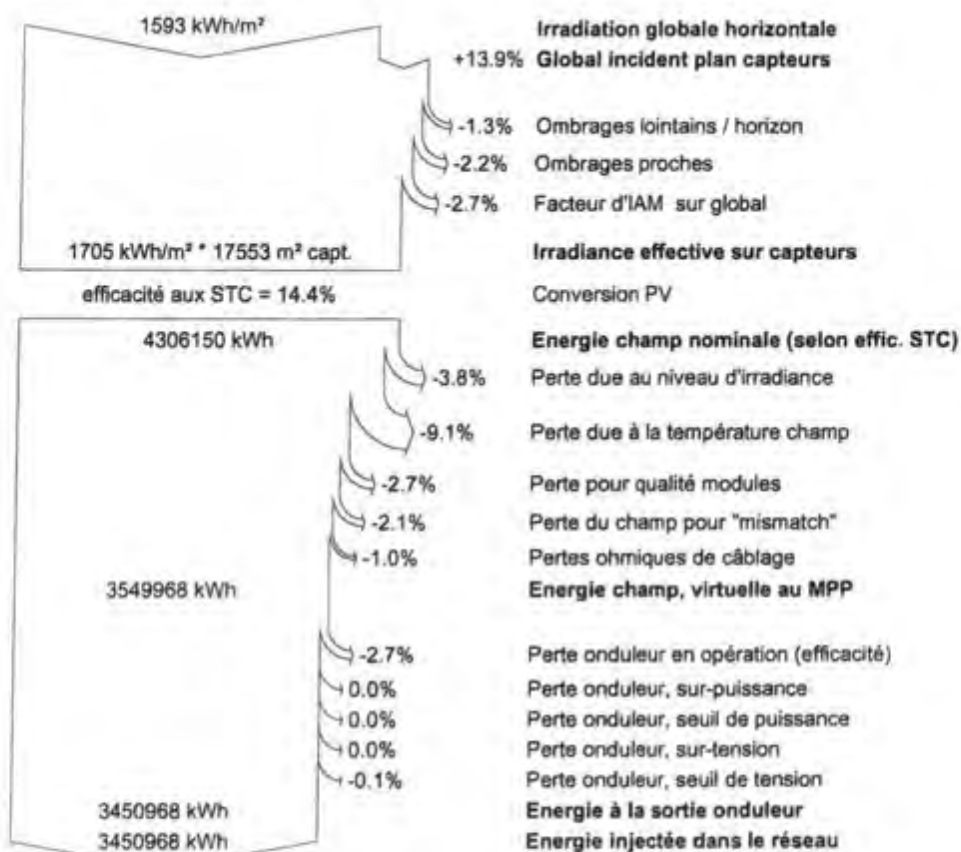 1593 kWh/m² Irradiation globale horizontale
+13.9% Global incident plan capteurs
-1.3% Ombrages lointains / horizon
-2.2% Ombrages proches
-2.7% Facteur d'IAM sur global
1705 kWh/m² * 17553 m² capt. Irradiance effective sur capteurs
efficacité aux STC = 14.4% Conversion PV
4306150 kWh Energie champ nominale (selon effic. STC)
-3.8% Perte due au niveau d'irradiance
-9.1% Perte due à la température champ
-2.7% Perte pour qualité modules
-2.1% Perte du champ pour "mismatch"
-1.0% Pertes ohmiques de câblage
3549968 kWh Energie champ, virtuelle au MPP
-2.7% Perte onduleur en opération (efficacité)
0.0% Perte onduleur, sur-puissance
0.0% Perte onduleur, seuil de puissance
0.0% Perte onduleur, sur-tension
-0.1% Perte onduleur, seuil de tension
3450968 kWh Energie à la sortie onduleur
3450968 kWh Energie injectée dans le réseau